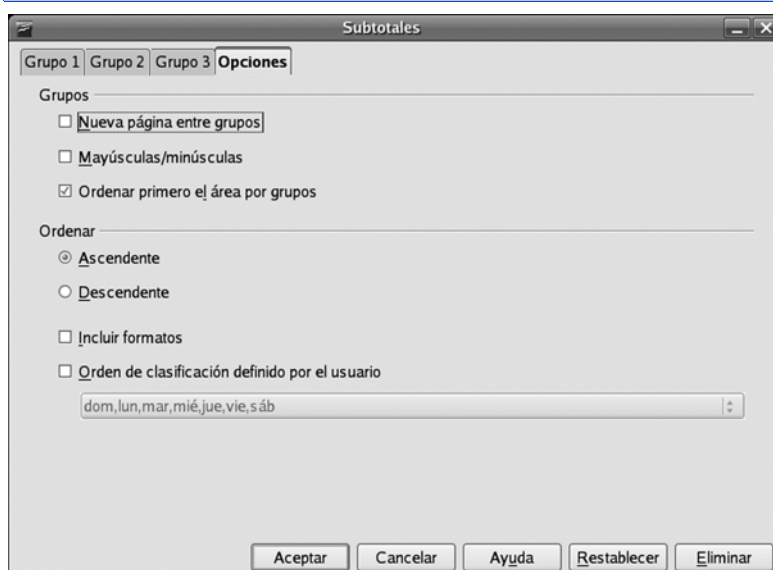 Subtotales
Grupo 1 Grupo 2 Grupo 3 Opciones
Grupos
Nueva página entre grupos
Mayúsculas/minúsculas
Ordenar primero el área por grupos
Ordenar
Ascendente
Descendente
Incluir formatos
Orden de clasificación definido por el usuario
dom,lun,mar,mié,jue,vie,sáb
Aceptar Cancelar Ayuda Restablecer Eliminar